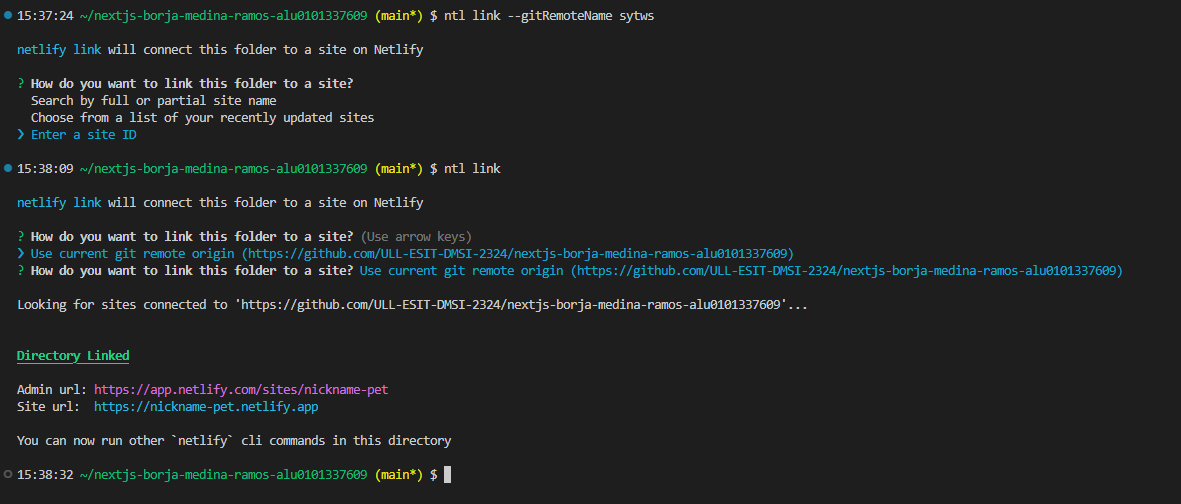 15:37:24 ~/nextjs-borja-medina-ramos-alu0101337609 (main*) $ ntl link --gitRemoteName sytws
netlify link will connect this folder to a site on Netlify
? How do you want to link this folder to a site?
Search by full or partial site name
Choose from a list of your recently updated sites
❯ Enter a site ID
15:38:09 ~/nextjs-borja-medina-ramos-alu0101337609 (main*) $ ntl link
netlify link will connect this folder to a site on Netlify
? How do you want to link this folder to a site? (Use arrow keys)
❯ Use current git remote origin (https://github.com/ULL-ESIT-DMSI-2324/nextjs-borja-medina-ramos-alu0101337609)
? How do you want to link this folder to a site? Use current git remote origin (https://github.com/ULL-ESIT-DMSI-2324/nextjs-borja-medina-ramos-alu0101337609)
Looking for sites connected to 'https://github.com/ULL-ESIT-DMSI-2324/nextjs-borja-medina-ramos-alu0101337609'...
Directory Linked
Admin url: https://app.netlify.com/sites/nickname-pet
Site url:  https://nickname-pet.netlify.app
You can now run other `netlify` cli commands in this directory
15:38:32 ~/nextjs-borja-medina-ramos-alu0101337609 (main*) $